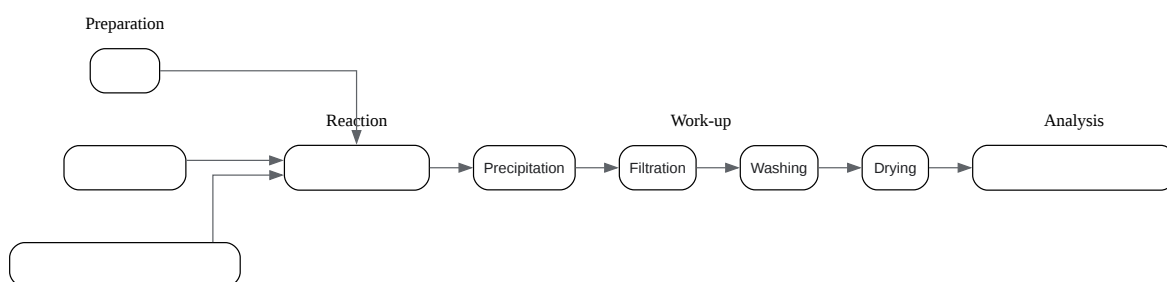 Preparation
Reaction
Work-up
Analysis
Precipitation
Filtration
Washing
Drying